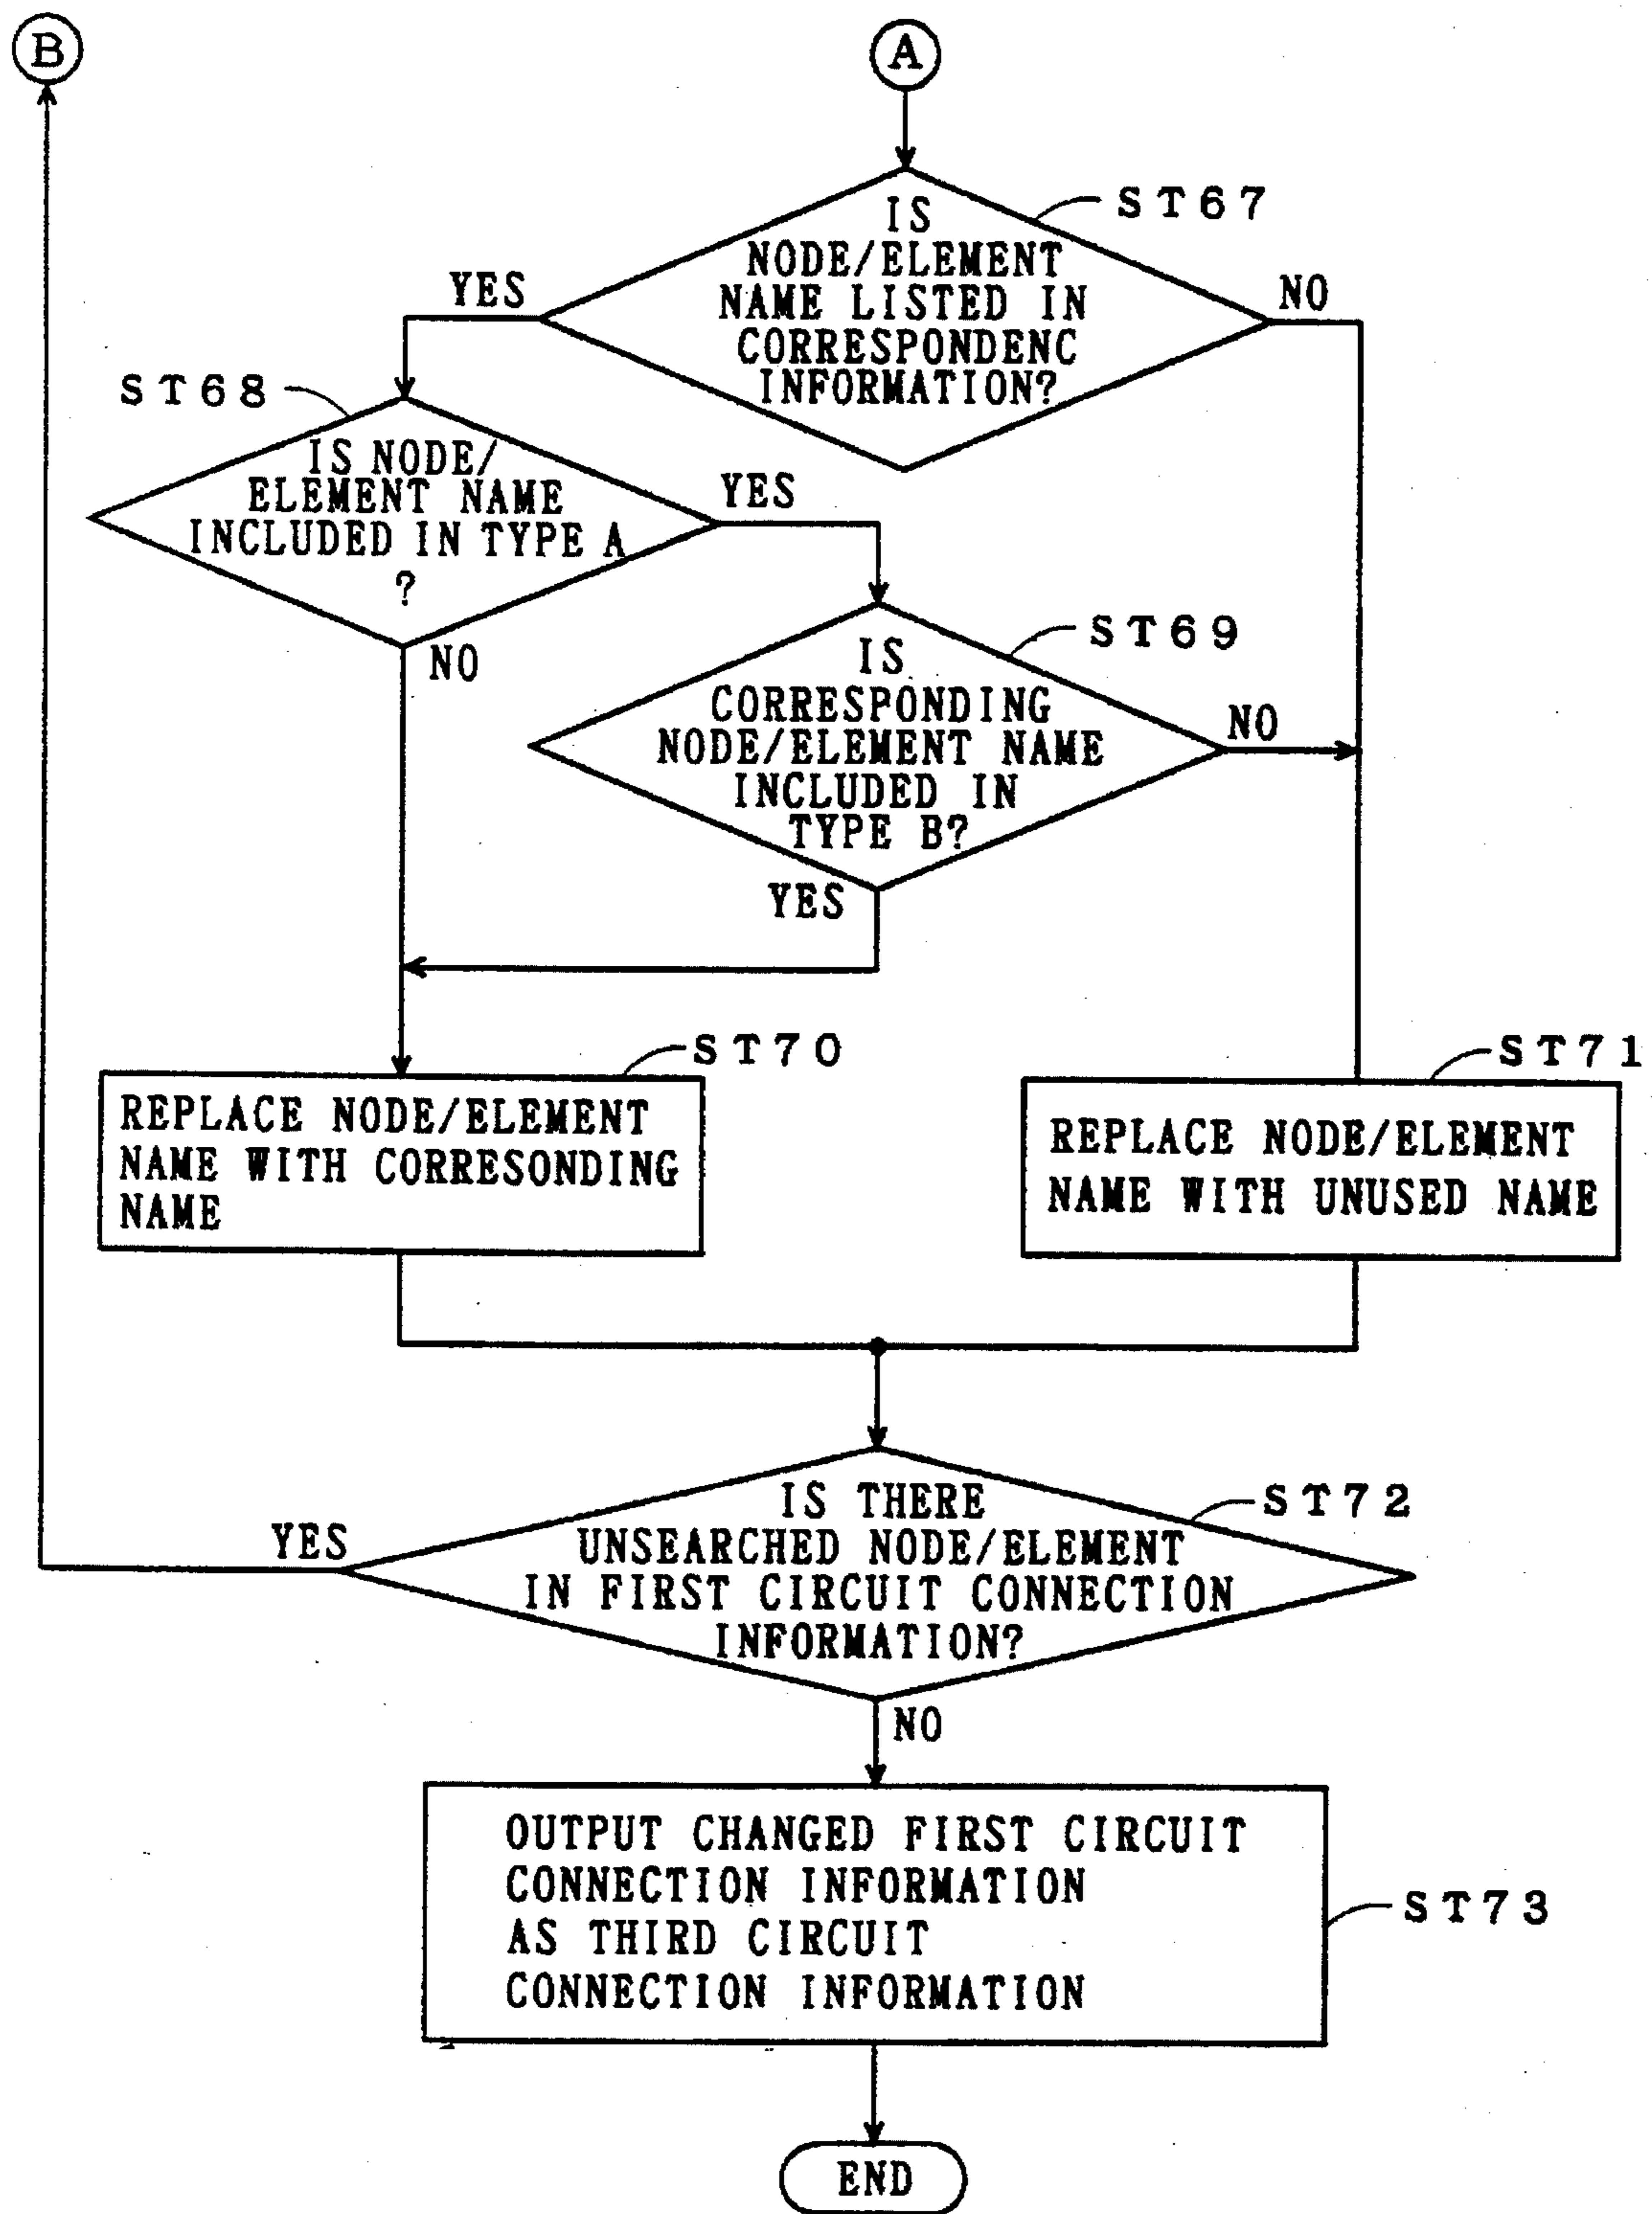 B
A
ST67
IS
NODE/ELEMENT
NAME LISTED IN
CORRESPONDENC
INFORMATION?
YES
NO
ST68
IS NODE/
ELEMENT NAME
INCLUDED IN TYPE A
?
YES
NO
ST69
IS
CORRESPONDING
NODE/ELEMENT NAME
INCLUDED IN
TYPE B?
NO
YES
ST70
REPLACE NODE/ELEMENT
NAME WITH CORRESONDING
NAME
ST71
REPLACE NODE/ELEMENT
NAME WITH UNUSED NAME
ST72
IS THERE
UNSEARCHED NODE/ELEMENT
IN FIRST CIRCUIT CONNECTION
INFORMATION?
YES
NO
OUTPUT CHANGED FIRST CIRCUIT
CONNECTION INFORMATION
AS THIRD CIRCUIT
CONNECTION INFORMATION
ST73
END